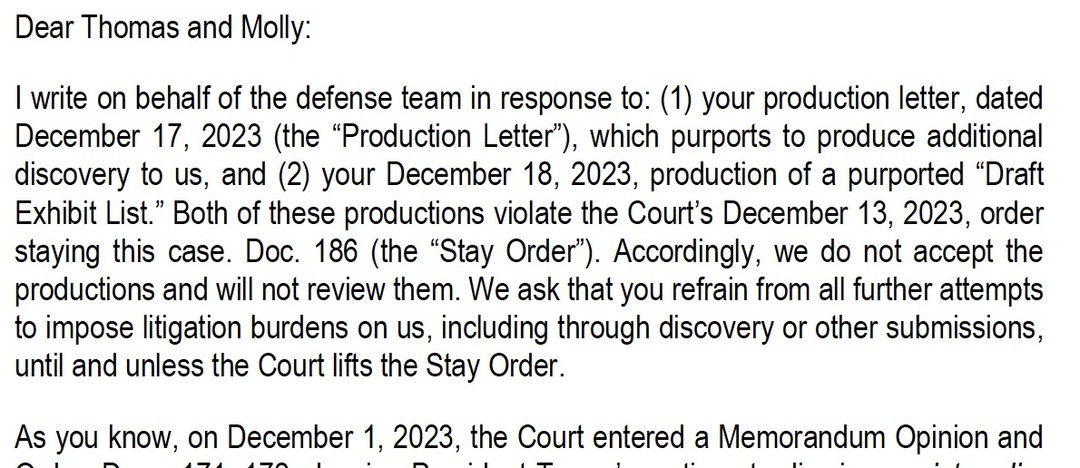 Dear Thomas and Molly:
I write on behalf of the defense team in response to: (1) your production letter, dated
December 17, 2023 (the “Production Letter”), which purports to produce additional
discovery to us, and (2) your December 18, 2023, production of a purported “Draft
Exhibit List.” Both of these productions violate the Court’s December 13, 2023, order
staying this case. Doc. 186 (the “Stay Order”). Accordingly, we do not accept the
productions and will not review them. We ask that you refrain from all further attempts
to impose litigation burdens on us, including through discovery or other submissions,
until and unless the Court lifts the Stay Order.
As you know, on December 1, 2023, the Court entered a Memorandum Opinion and